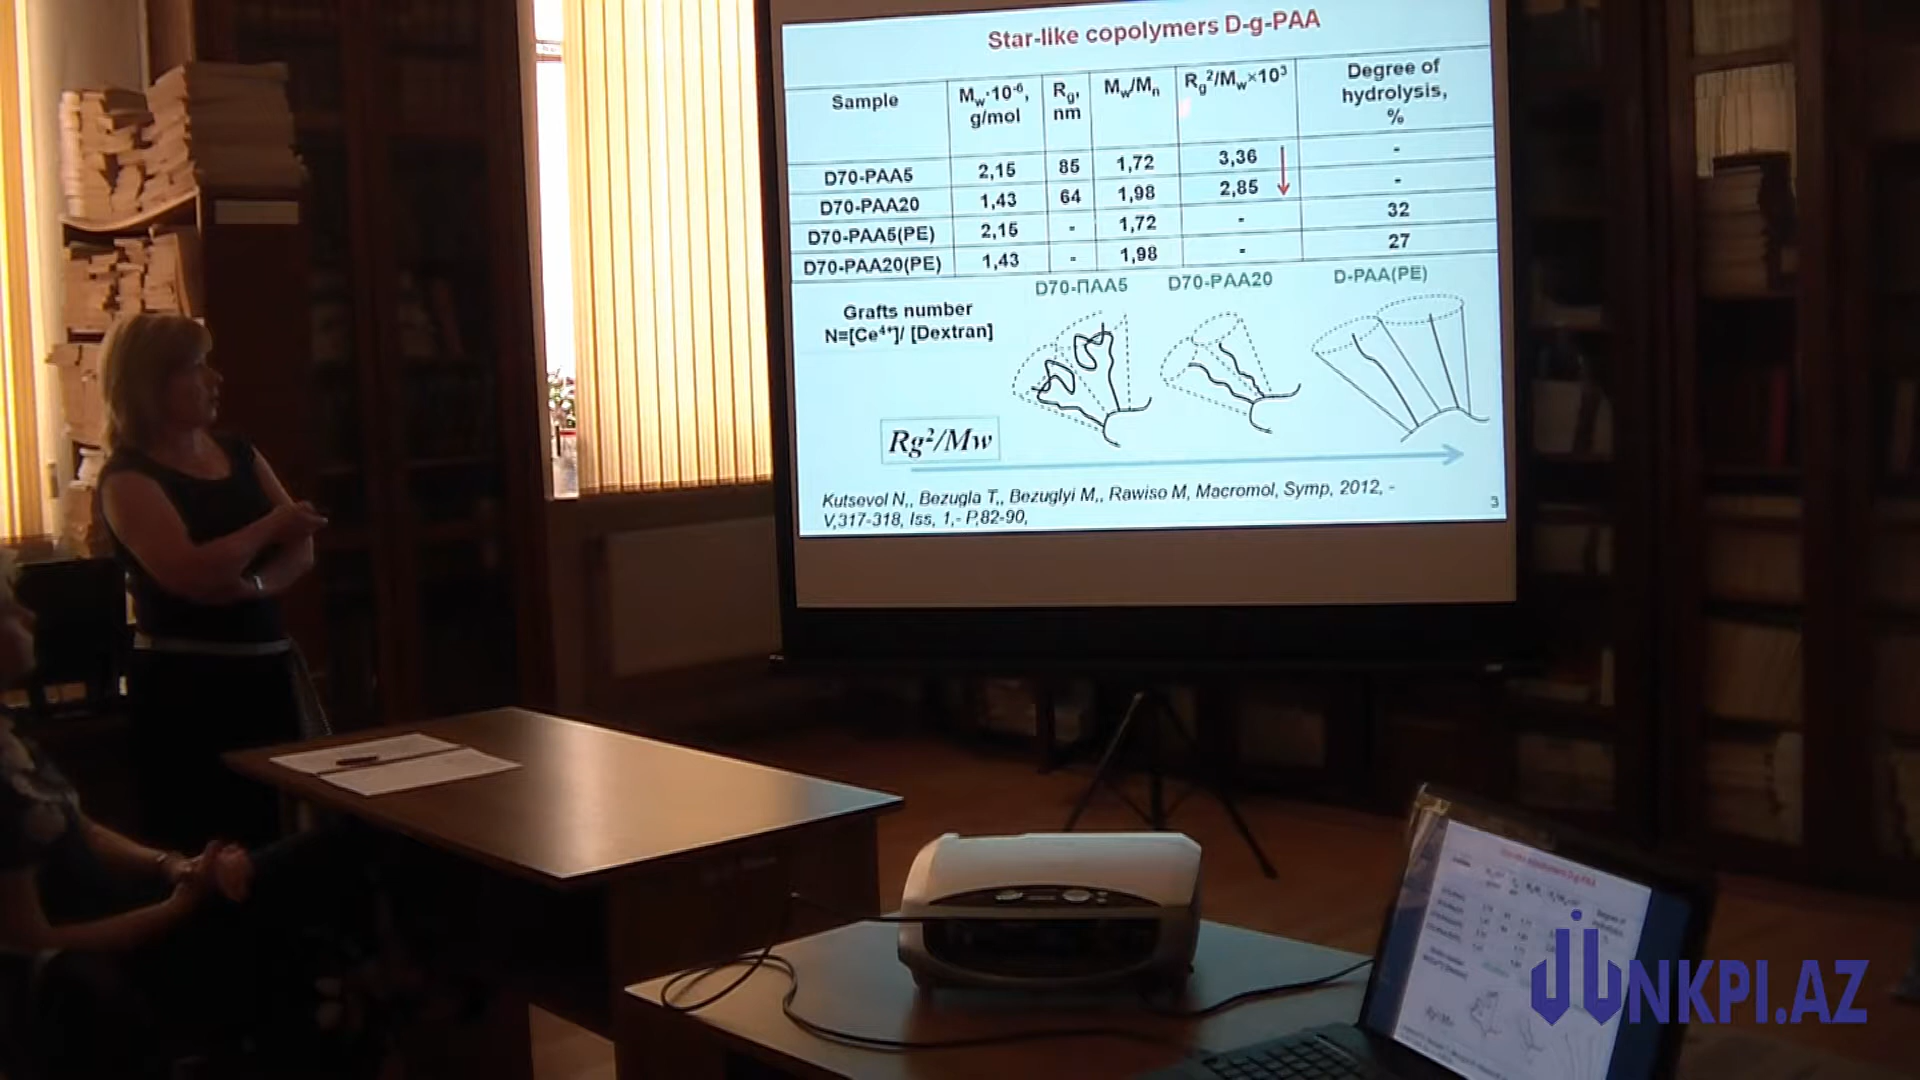 Star-like copolymers D-g-PAA
Sample Mw·10-6, g/mol Rg, nm Mw/Mn Rg2/Mw×103 Degree of hydrolysis, %
D70-PAA5 2,15 85 1,72 3,36 -
D70-PAA20 1,43 64 1,98 2,85 -
D70-PAA5(PE) 2,15 - 1,72 - 32
D70-PAA20(PE) 1,43 - 1,98 - 27
D70-ПАА5 D70-PAA20 D-PAA(PE)
Grafts number
N=[Ce4+]/ [Dextran]
Rg2/Mw
Kutsevol N,, Bezugla T,, Bezuglyi M,, Rawiso M, Macromol, Symp, 2012, -
V,317-318, Iss, 1,- P,82-90,
3
JUNKPI.AZ